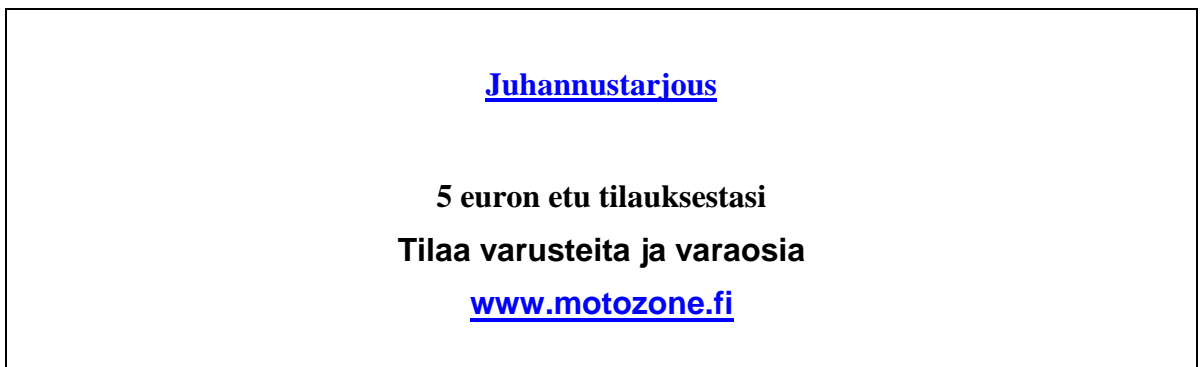 Juhannustarjous
5 euron etu tilauksestasi
Tilaa varusteita ja varaosia
www.motozone.fi